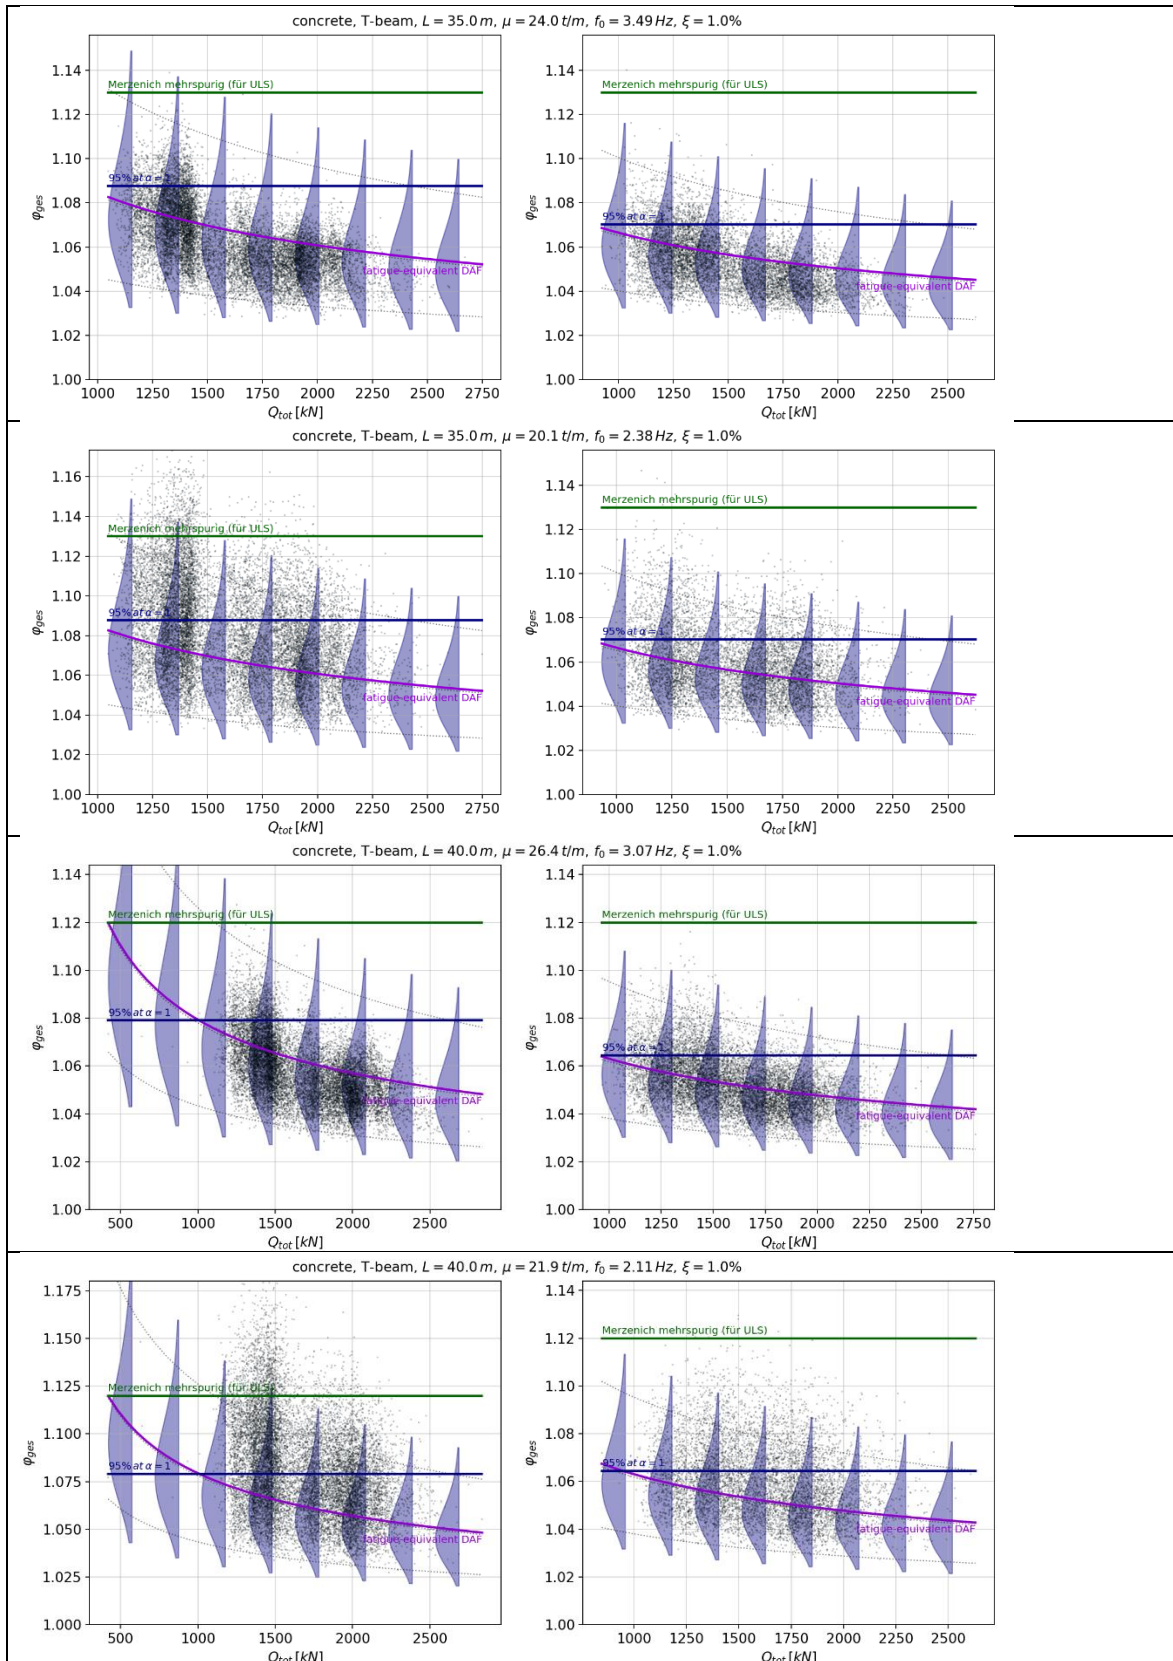 concrete, T-beam, L = 35.0 m, μ = 24.0 t/m, f₀ = 3.49 Hz, ξ = 1.0%
1.14
1.12
1.10
1.08
1.06
1.04
1.02
1.00
φges
Merzenich mehrspurig (für ULS)
95% at α = 1
fatigue-equivalent DAF
1000 1250 1500 1750 2000 2250 2500 2750
Qtot [kN]
1.14
1.12
1.10
1.08
1.06
1.04
1.02
1.00
φges
Merzenich mehrspurig (für ULS)
95% at α = 1
fatigue-equivalent DAF
1000 1250 1500 1750 2000 2250 2500
Qtot [kN]
concrete, T-beam, L = 35.0 m, μ = 20.1 t/m, f₀ = 2.38 Hz, ξ = 1.0%
1.16
1.14
1.12
1.10
1.08
1.06
1.04
1.02
1.00
φges
Merzenich mehrspurig (für ULS)
95% at α = 1
fatigue-equivalent DAF
1000 1250 1500 1750 2000 2250 2500 2750
Qtot [kN]
1.14
1.12
1.10
1.08
1.06
1.04
1.02
1.00
φges
Merzenich mehrspurig (für ULS)
95% at α = 1
fatigue-equivalent DAF
1000 1250 1500 1750 2000 2250 2500
Qtot [kN]
concrete, T-beam, L = 40.0 m, μ = 26.4 t/m, f₀ = 3.07 Hz, ξ = 1.0%
1.14
1.12
1.10
1.08
1.06
1.04
1.02
1.00
φges
Merzenich mehrspurig (für ULS)
95% at α = 1
fatigue-equivalent DAF
500 1000 1500 2000 2500
Qtot [kN]
1.14
1.12
1.10
1.08
1.06
1.04
1.02
1.00
φges
Merzenich mehrspurig (für ULS)
95% at α = 1
fatigue-equivalent DAF
1000 1250 1500 1750 2000 2250 2500 2750
Qtot [kN]
concrete, T-beam, L = 40.0 m, μ = 21.9 t/m, f₀ = 2.11 Hz, ξ = 1.0%
1.175
1.150
1.125
1.100
1.075
1.050
1.025
1.000
φges
Merzenich mehrspurig (für ULS)
95% at α = 1
fatigue-equivalent DAF
500 1000 1500 2000 2500
Qtot [kN]
1.14
1.12
1.10
1.08
1.06
1.04
1.02
1.00
φges
Merzenich mehrspurig (für ULS)
95% at α = 1
fatigue-equivalent DAF
1000 1250 1500 1750 2000 2250 2500
Qtot [kN]